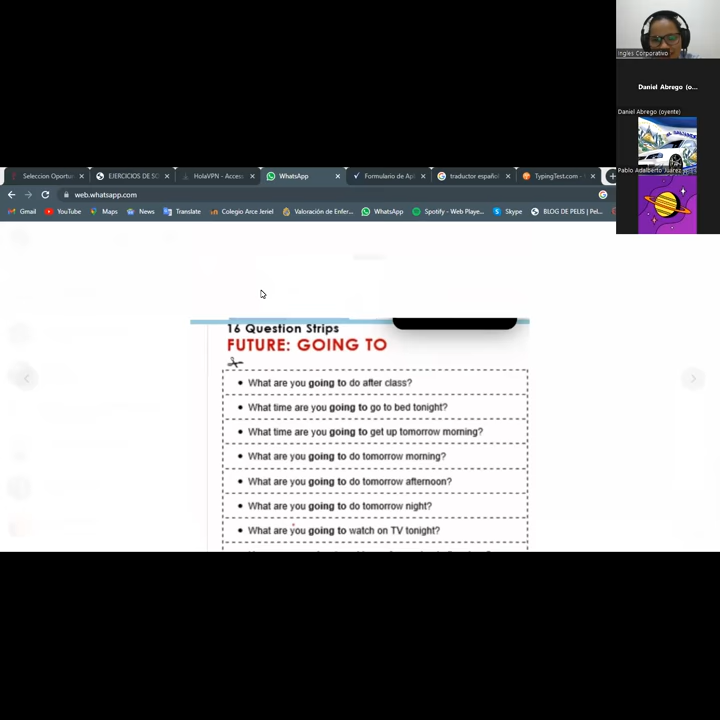 Ingles Corporativo
Daniel Abrego (o...
Daniel Abrego (oyente)
Pablo Adalberto Juarez
Seleccion Oportu
EJERCICIOS DE SO
HolaVPN - Acces
WhatsApp
Formulario de Ap
traductor español
TypingTest.com -
web.whatsapp.com
Gmail
YouTube
Maps
News
Translate
Colegio Arce Jeriel
Valoración de Enfer...
WhatsApp
Spotify - Web Playe...
Skype
BLOG DE PELIS | Pel...
16 Question Strips
FUTURE: GOING TO
• What are you going to do after class?
• What time are you going to go to bed tonight?
• What time are you going to get up tomorrow morning?
• What are you going to do tomorrow morning?
• What are you going to do tomorrow afternoon?
• What are you going to do tomorrow night?
• What are you going to watch on TV tonight?